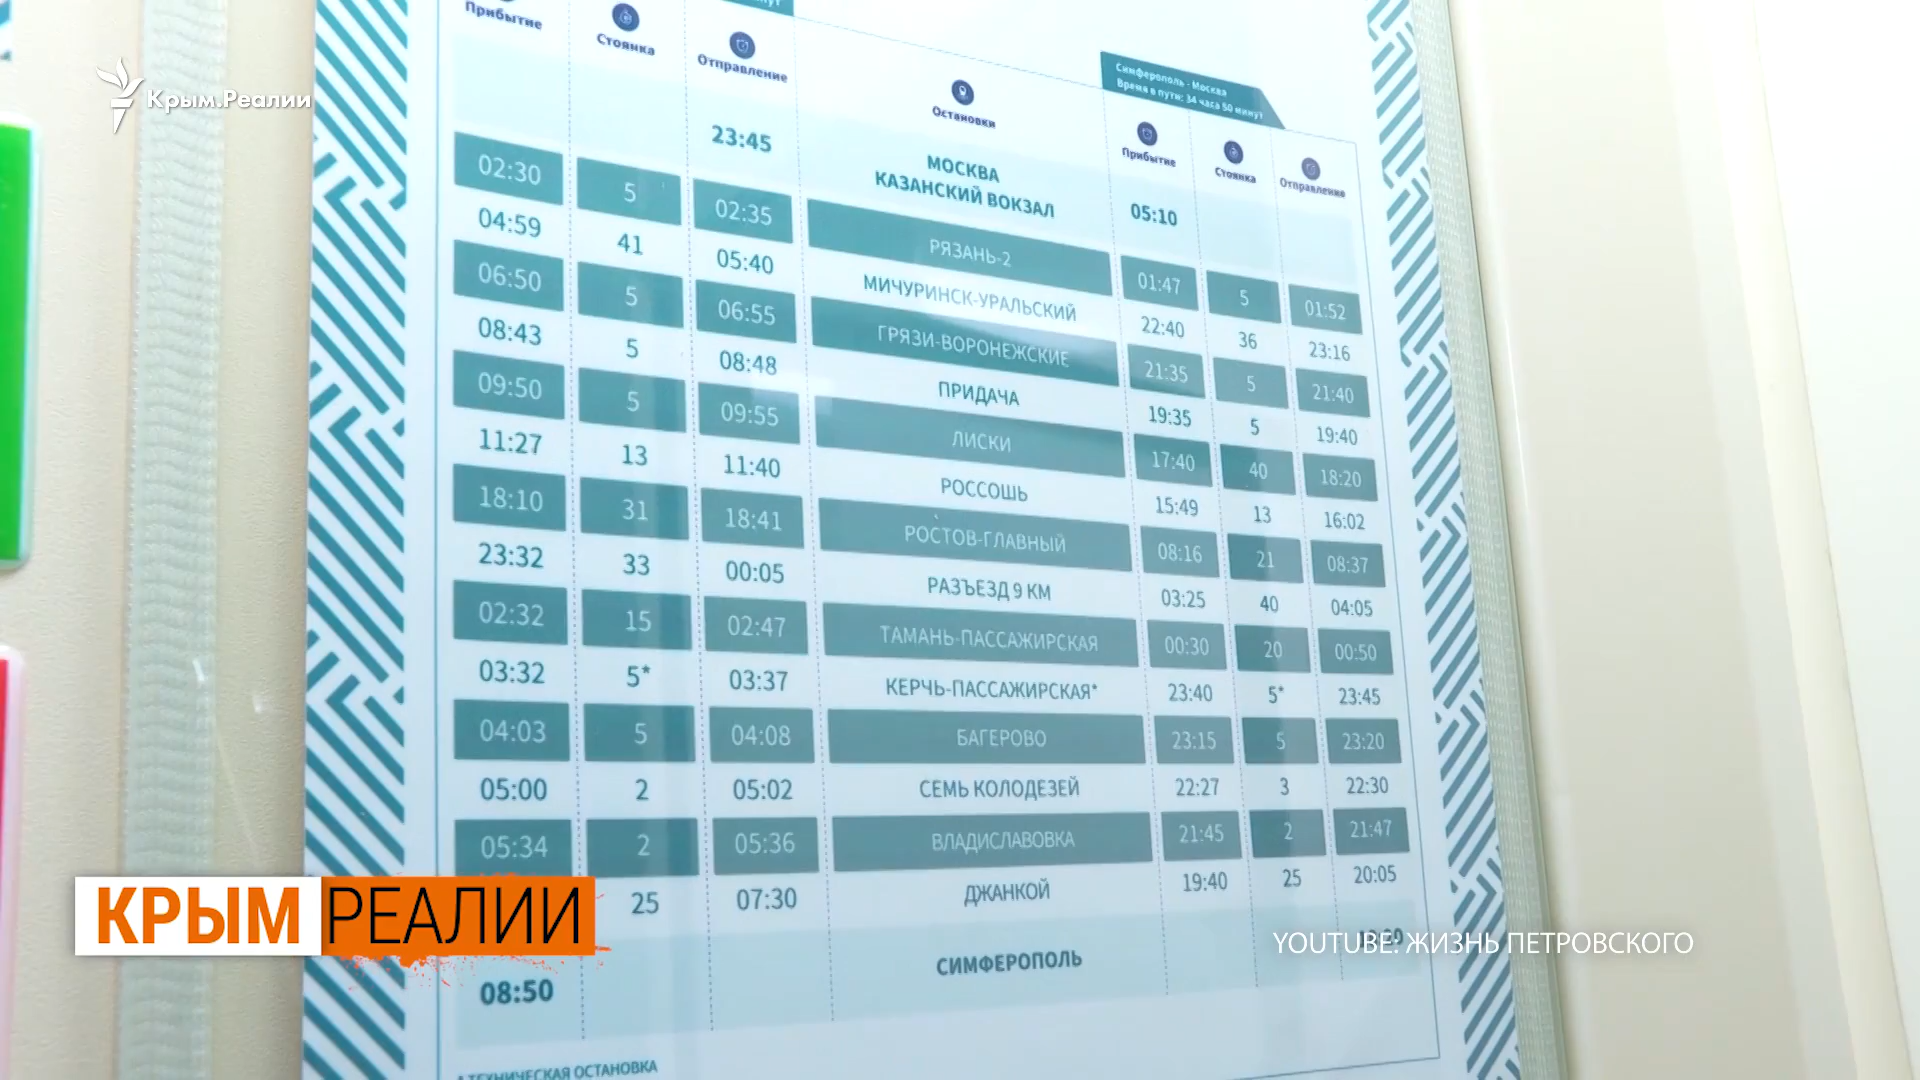 Крым.Реалии
Прибытие Стоянка Отправление Остановки
Симферополь - Москва
Время в пути: 34 часа 50 минут
Прибытие Стоянка Отправление
23:45 МОСКВА КАЗАНСКИЙ ВОКЗАЛ 05:10
02:30 5 02:35 РЯЗАНЬ-2 01:47 5 01:52
04:59 41 05:40 МИЧУРИНСК-УРАЛЬСКИЙ 22:40 36 23:16
06:50 5 06:55 ГРЯЗИ-ВОРОНЕЖСКИЕ 21:35 5 21:40
08:43 5 08:48 ПРИДАЧА 19:35 5 19:40
09:50 5 09:55 ЛИСКИ 17:40 40 18:20
11:27 13 11:40 РОССОШЬ 15:49 13 16:02
18:10 31 18:41 РОСТОВ-ГЛАВНЫЙ 08:16 21 08:37
23:32 33 00:05 РАЗЪЕЗД 9 КМ 03:25 40 04:05
02:32 15 02:47 ТАМАНЬ-ПАССАЖИРСКАЯ 00:30 20 00:50
03:32 5* 03:37 КЕРЧЬ-ПАССАЖИРСКАЯ* 23:40 5* 23:45
04:03 5 04:08 БАГЕРОВО 23:15 5 23:20
05:00 2 05:02 СЕМЬ КОЛОДЕЗЕЙ 22:27 3 22:30
05:34 2 05:36 ВЛАДИСЛАВОВКА 21:45 2 21:47
25 07:30 ДЖАНКОЙ 19:40 25 20:05
08:50 СИМФЕРОПОЛЬ
ТЕХНИЧЕСКАЯ ОСТАНОВКА
КРЫМ РЕАЛИИ
YOUTUBE: ЖИЗНЬ ПЕТРОВСКОГО